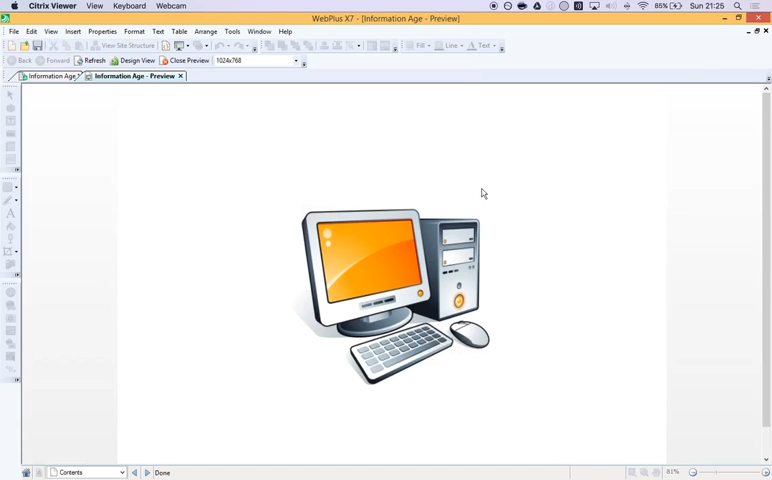 Citrix Viewer View Keyboard Webcam 85% Sun 21:25
WebPlus X7 - [Information Age - Preview]
File Edit View Insert Properties Format Text Table Arrange Tools Window Help
View Site Structure Fill Line Text
Back Forward Refresh Design View Close Preview 1024x768
Information Age * Information Age - Preview
Contents Done 81%